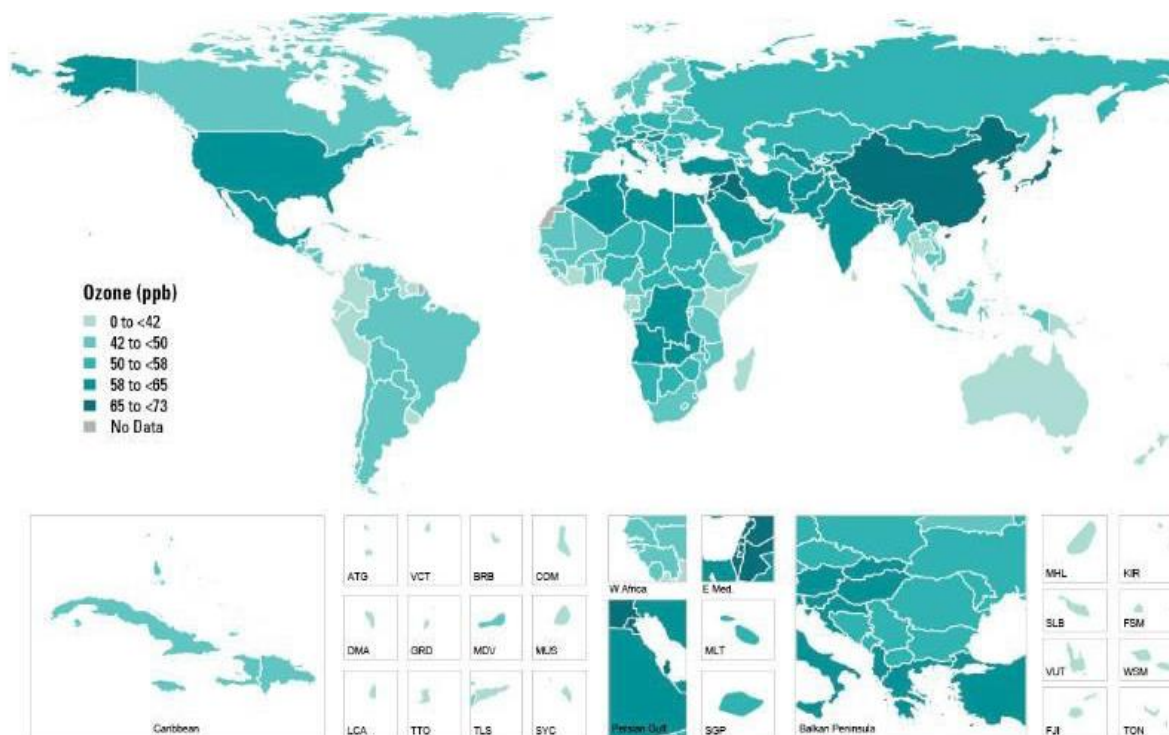 Ozone (ppb)
0 to <42
42 to <50
50 to <58
58 to <65
65 to <73
No Data
Caribbean
ATG
VCT
BRB
COM
DMA
GRD
MDV
MUS
LCA
TTO
TLS
SYC
W Africa
E Med.
Persian Gulf
MLT
SGP
Balkan Peninsula
MHL
KIR
SLB
FSM
VUT
WSM
FJI
TON